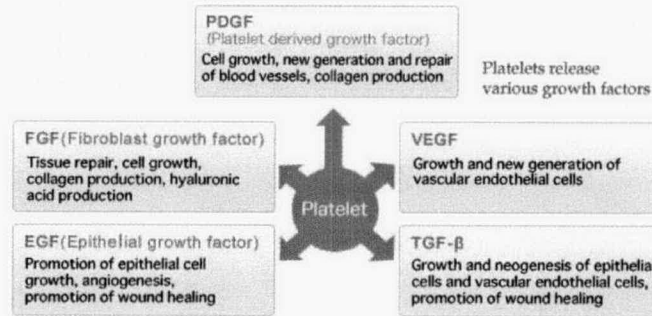 PDGF
(Platelet derived growth factor)
Cell growth, new generation and repair
of blood vessels, collagen production
Platelets release
various growth factors
FGF(Fibroblast growth factor)
Tissue repair, cell growth,
collagen production, hyaluronic
acid production
VEGF
Growth and new generation of
vascular endothelial cells
Platelet
EGF(Epithelial growth factor)
Promotion of epithelial cell
growth, angiogenesis,
promotion of wound healing
TGF-β
Growth and neogenesis of epithelia
cells and vascular endothelial cells,
promotion of wound healing